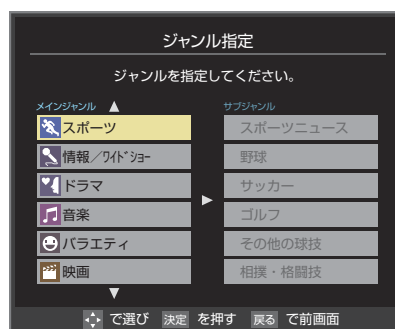 ジャンル指定
ジャンルを指定してください。
メインジャンル
スポーツ
情報／ワイドショー
ドラマ
音楽
バラエティ
映画
サブジャンル
スポーツニュース
野球
サッカー
ゴルフ
その他の球技
相撲・格闘技
で選び 決定 を押す 戻る で前画面